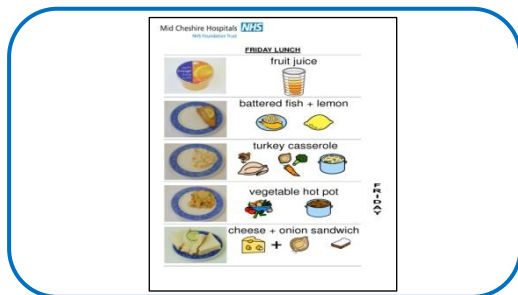 Mid Cheshire Hospitals NHS
NHS Foundation Trust
FRIDAY LUNCH
fruit juice
battered fish + lemon
turkey casserole
vegetable hot pot
cheese + onion sandwich
+
FRIDAY